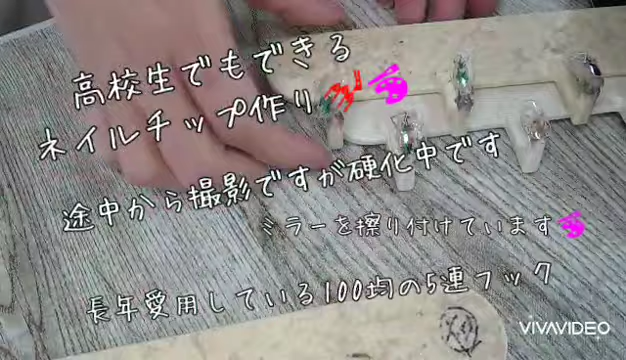 高校生でもできる
ネイルチップ作り💅💅
途中から撮影ですが硬化中です
ミラーを擦り付けています💅
長年愛用している100均の5連フック
VIVAVIDEO